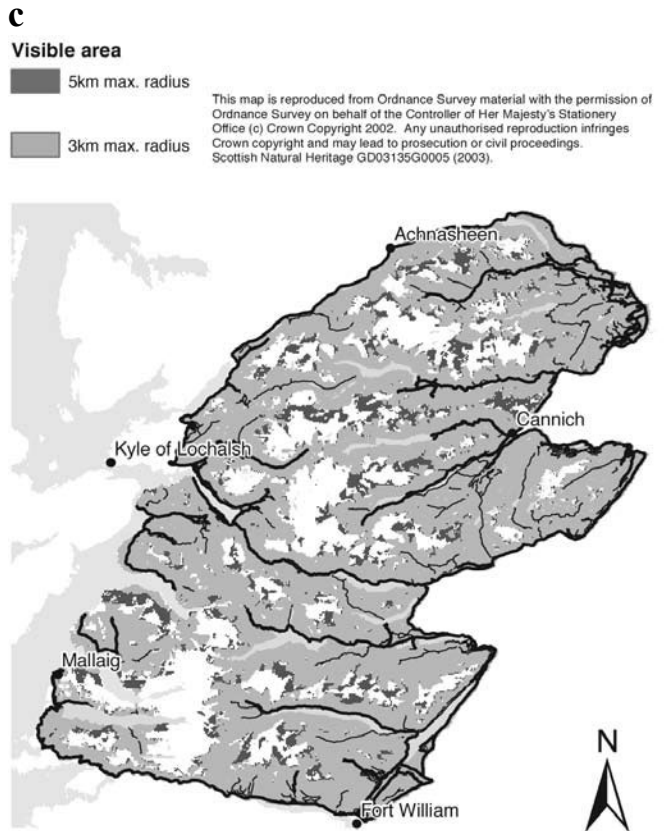 c
Visible area
5km max. radius
3km max. radius
This map is reproduced from Ordnance Survey material with the permission of
Ordnance Survey on behalf of the Controller of Her Majesty's Stationery
Office (c) Crown Copyright 2002. Any unauthorised reproduction infringes
Crown copyright and may lead to prosecution or civil proceedings.
Scottish Natural Heritage GD03135G0005 (2003).
Achnasheen
Cannich
Kyle of Lochalsh
Mallaig
N
Fort William